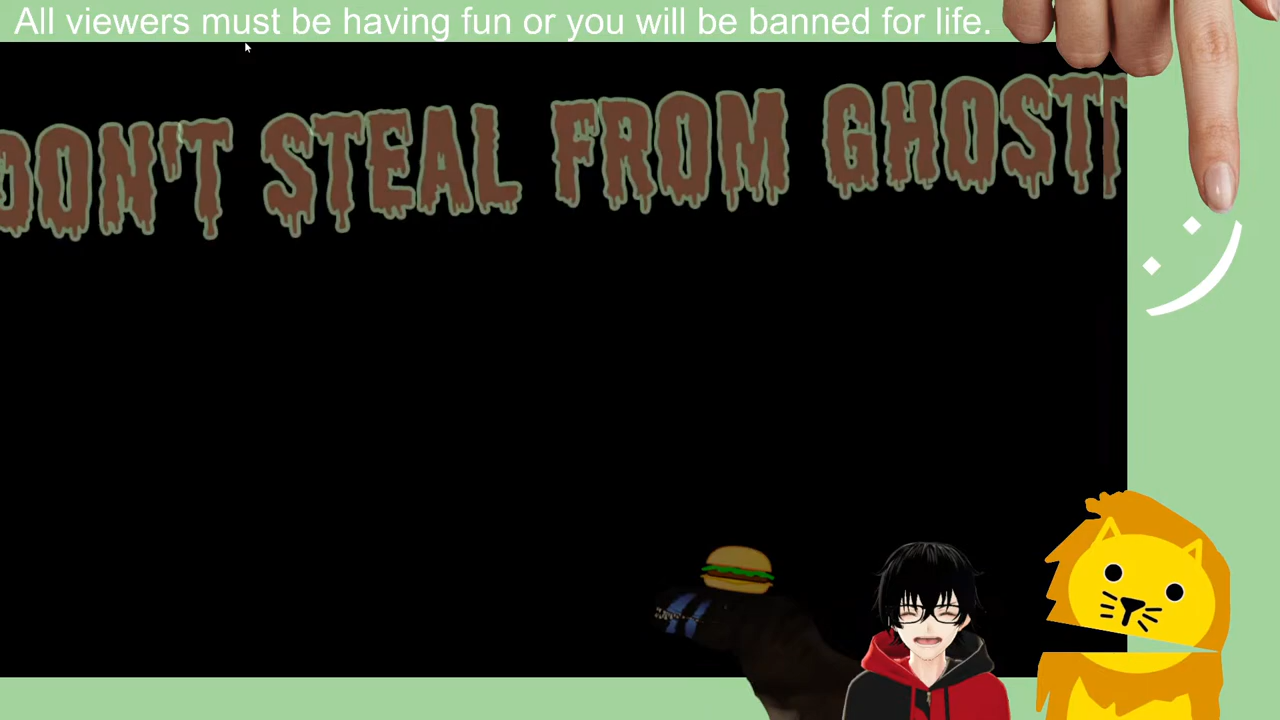 All viewers must be having fun or you will be banned for life.
DON'T STEAL FROM GHOST